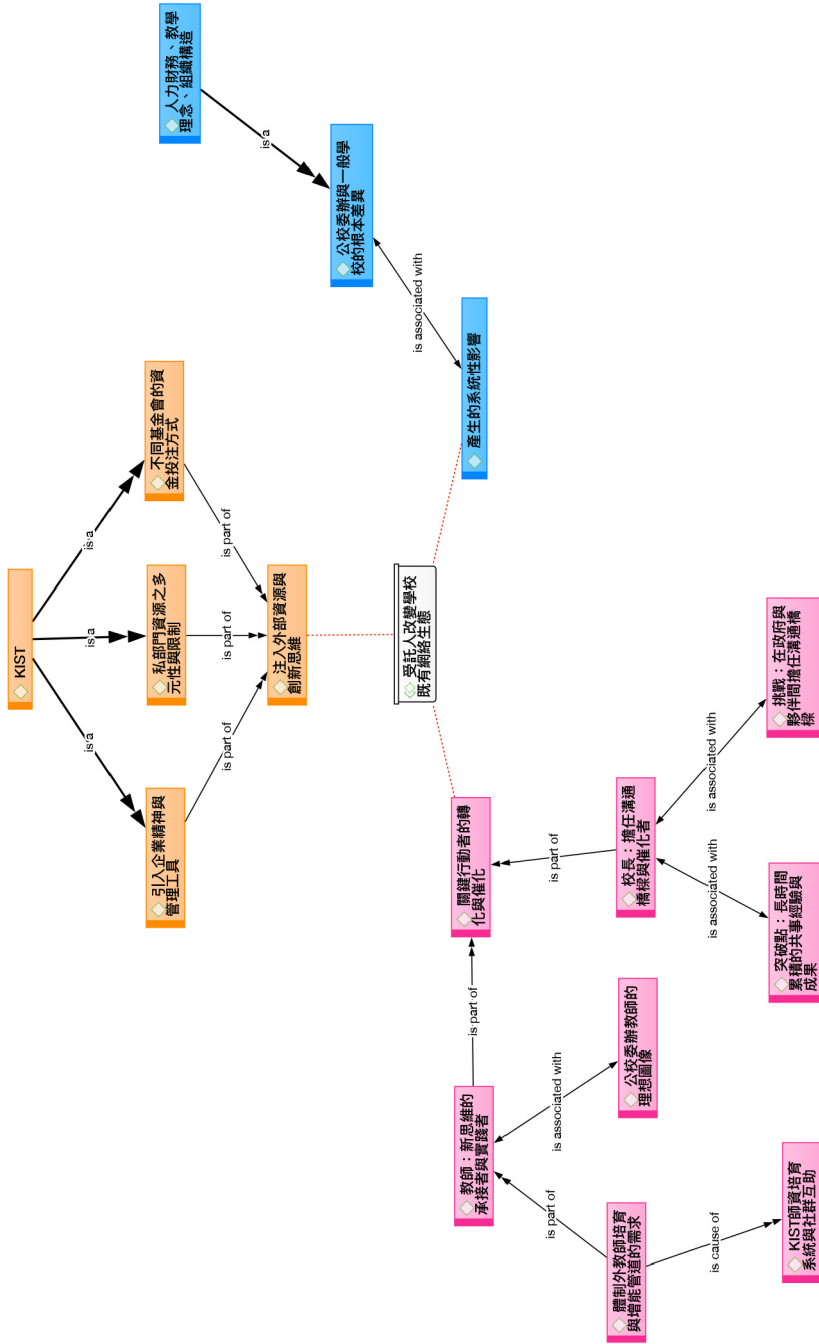 KIST
is a
is a
is a
引入企業精神與
管理工具
私部門資源之多
元性與限制
不同基金會的資
金投注方式
人力財務、教學
理念、組織構造
is part of
is part of
is part of
is a
注入外部資源與
創新思維
公校委辦與一般學
校的根本差異
is associated with
受託人改變學校
既有網絡生態
產生的系統性影響
教師：新思維的
承接者與實踐者
is part of
關鍵行動者的轉
化與催化
is part of
is associated with
is part of
體制外教師培育
與增能管道的需求
公校委辦教師的
理想圖像
校長：擔任溝通
橋樑與催化者
is cause of
is associated with
is associated with
KIST師資培育
系統與社群互助
突破點：長時間
累積的共事經驗與
成果
挑戰：在政府與
夥伴間擔任溝通橋
樑